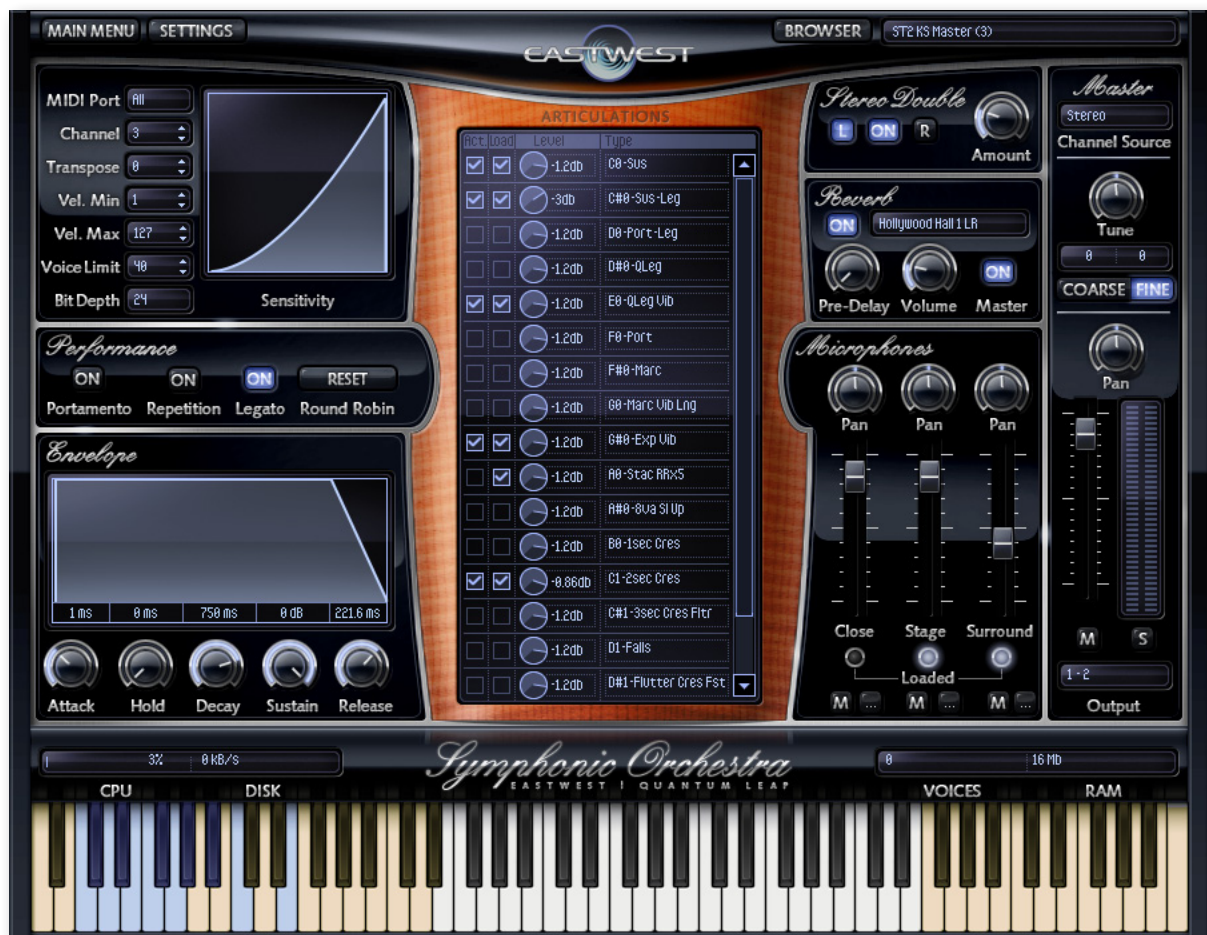 MAIN MENU SETTINGS
EASTWEST
BROWSER ST2 KS Master (3)
MIDI Port All
Channel 3
Transpose 0
Vel. Min 1
Vel. Max 127
Voice Limit 40
Bit Depth 24
Sensitivity
Performance
ON ON ON RESET
Portamento Repetition Legato Round Robin
Envelope
1 ms 0 ms 750 ms 0 dB 221.6 ms
Attack Hold Decay Sustain Release
ARTICULATIONS
Act. Load Level Type
-1.2db C0-Sus
-3db C#0-Sus-Leg
-1.2db D0-Port-Leg
-1.2db D#0-QLeg
-1.2db E0-QLeg Vib
-1.2db F0-Port
-1.2db F#0-Marc
-1.2db G0-Marc Vib Lng
-1.2db G#0-Exp Vib
-1.2db A0-Stac RRx5
-1.2db A#0-8va Sl Up
-1.2db B0-1sec Cres
-0.86db C1-2sec Cres
-1.2db C#1-3sec Cres Fltr
-1.2db D1-Falls
-1.2db D#1-Flutter Cres Fst
Stereo Double
L ON R
Amount
Reverb
ON Hollywood Hall 1 LR
ON
Pre-Delay Volume Master
Microphones
Pan Pan Pan
Close Stage Surround
Loaded
M ... M ... M ...
Master
Stereo
Channel Source
Tune
0 0
COARSE FINE
Pan
M S
1-2
Output
3% 0 KB/s
CPU DISK
Symphonic Orchestra
EASTWEST | QUANTUM LEAP
0 16 Mb
VOICES RAM